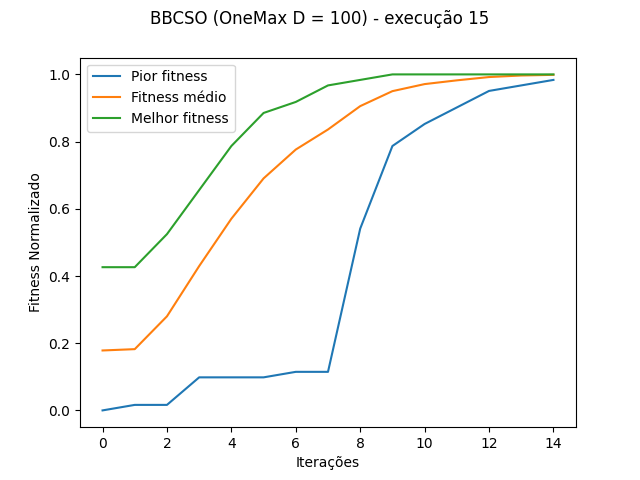 BBCSO (OneMax D = 100) - execução 15
Pior fitness
Fitness médio
Melhor fitness
Fitness Normalizado
1.0
0.8
0.6
0.4
0.2
0.0
0 2 4 6 8 10 12 14
Iterações